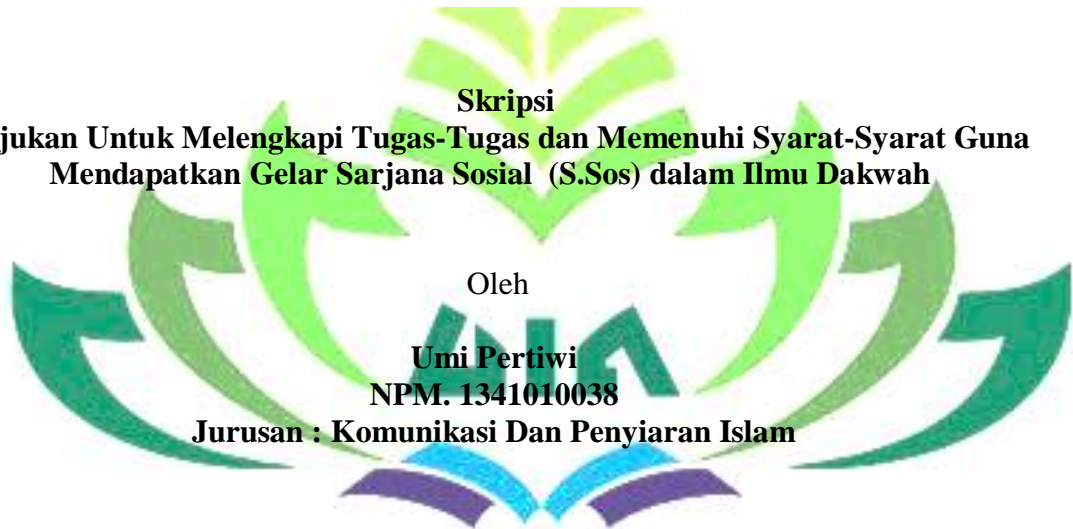 Skripsi
jukan Untuk Melengkapi Tugas-Tugas dan Memenuhi Syarat-Syarat Guna
Mendapatkan Gelar Sarjana Sosial (S.Sos) dalam Ilmu Dakwah
Oleh
Umi Pertiwi
NPM. 1341010038
Jurusan : Komunikasi Dan Penyiaran Islam